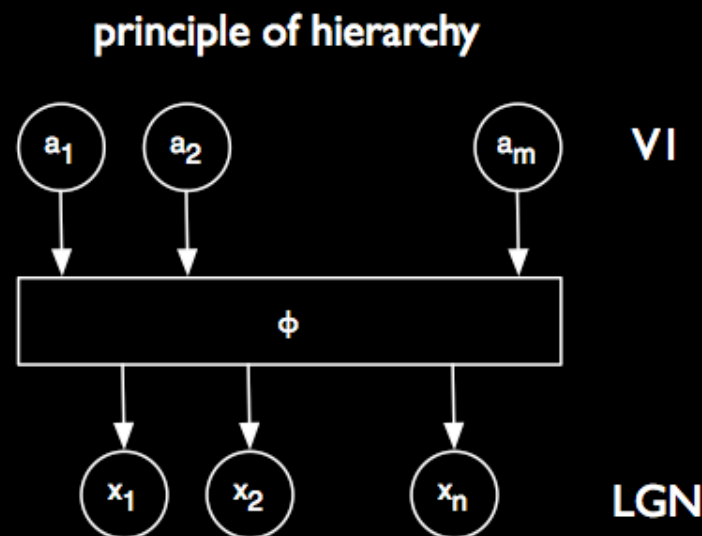 principle of hierarchy
a1 a2 am V1
ϕ
x1 x2 xn LGN